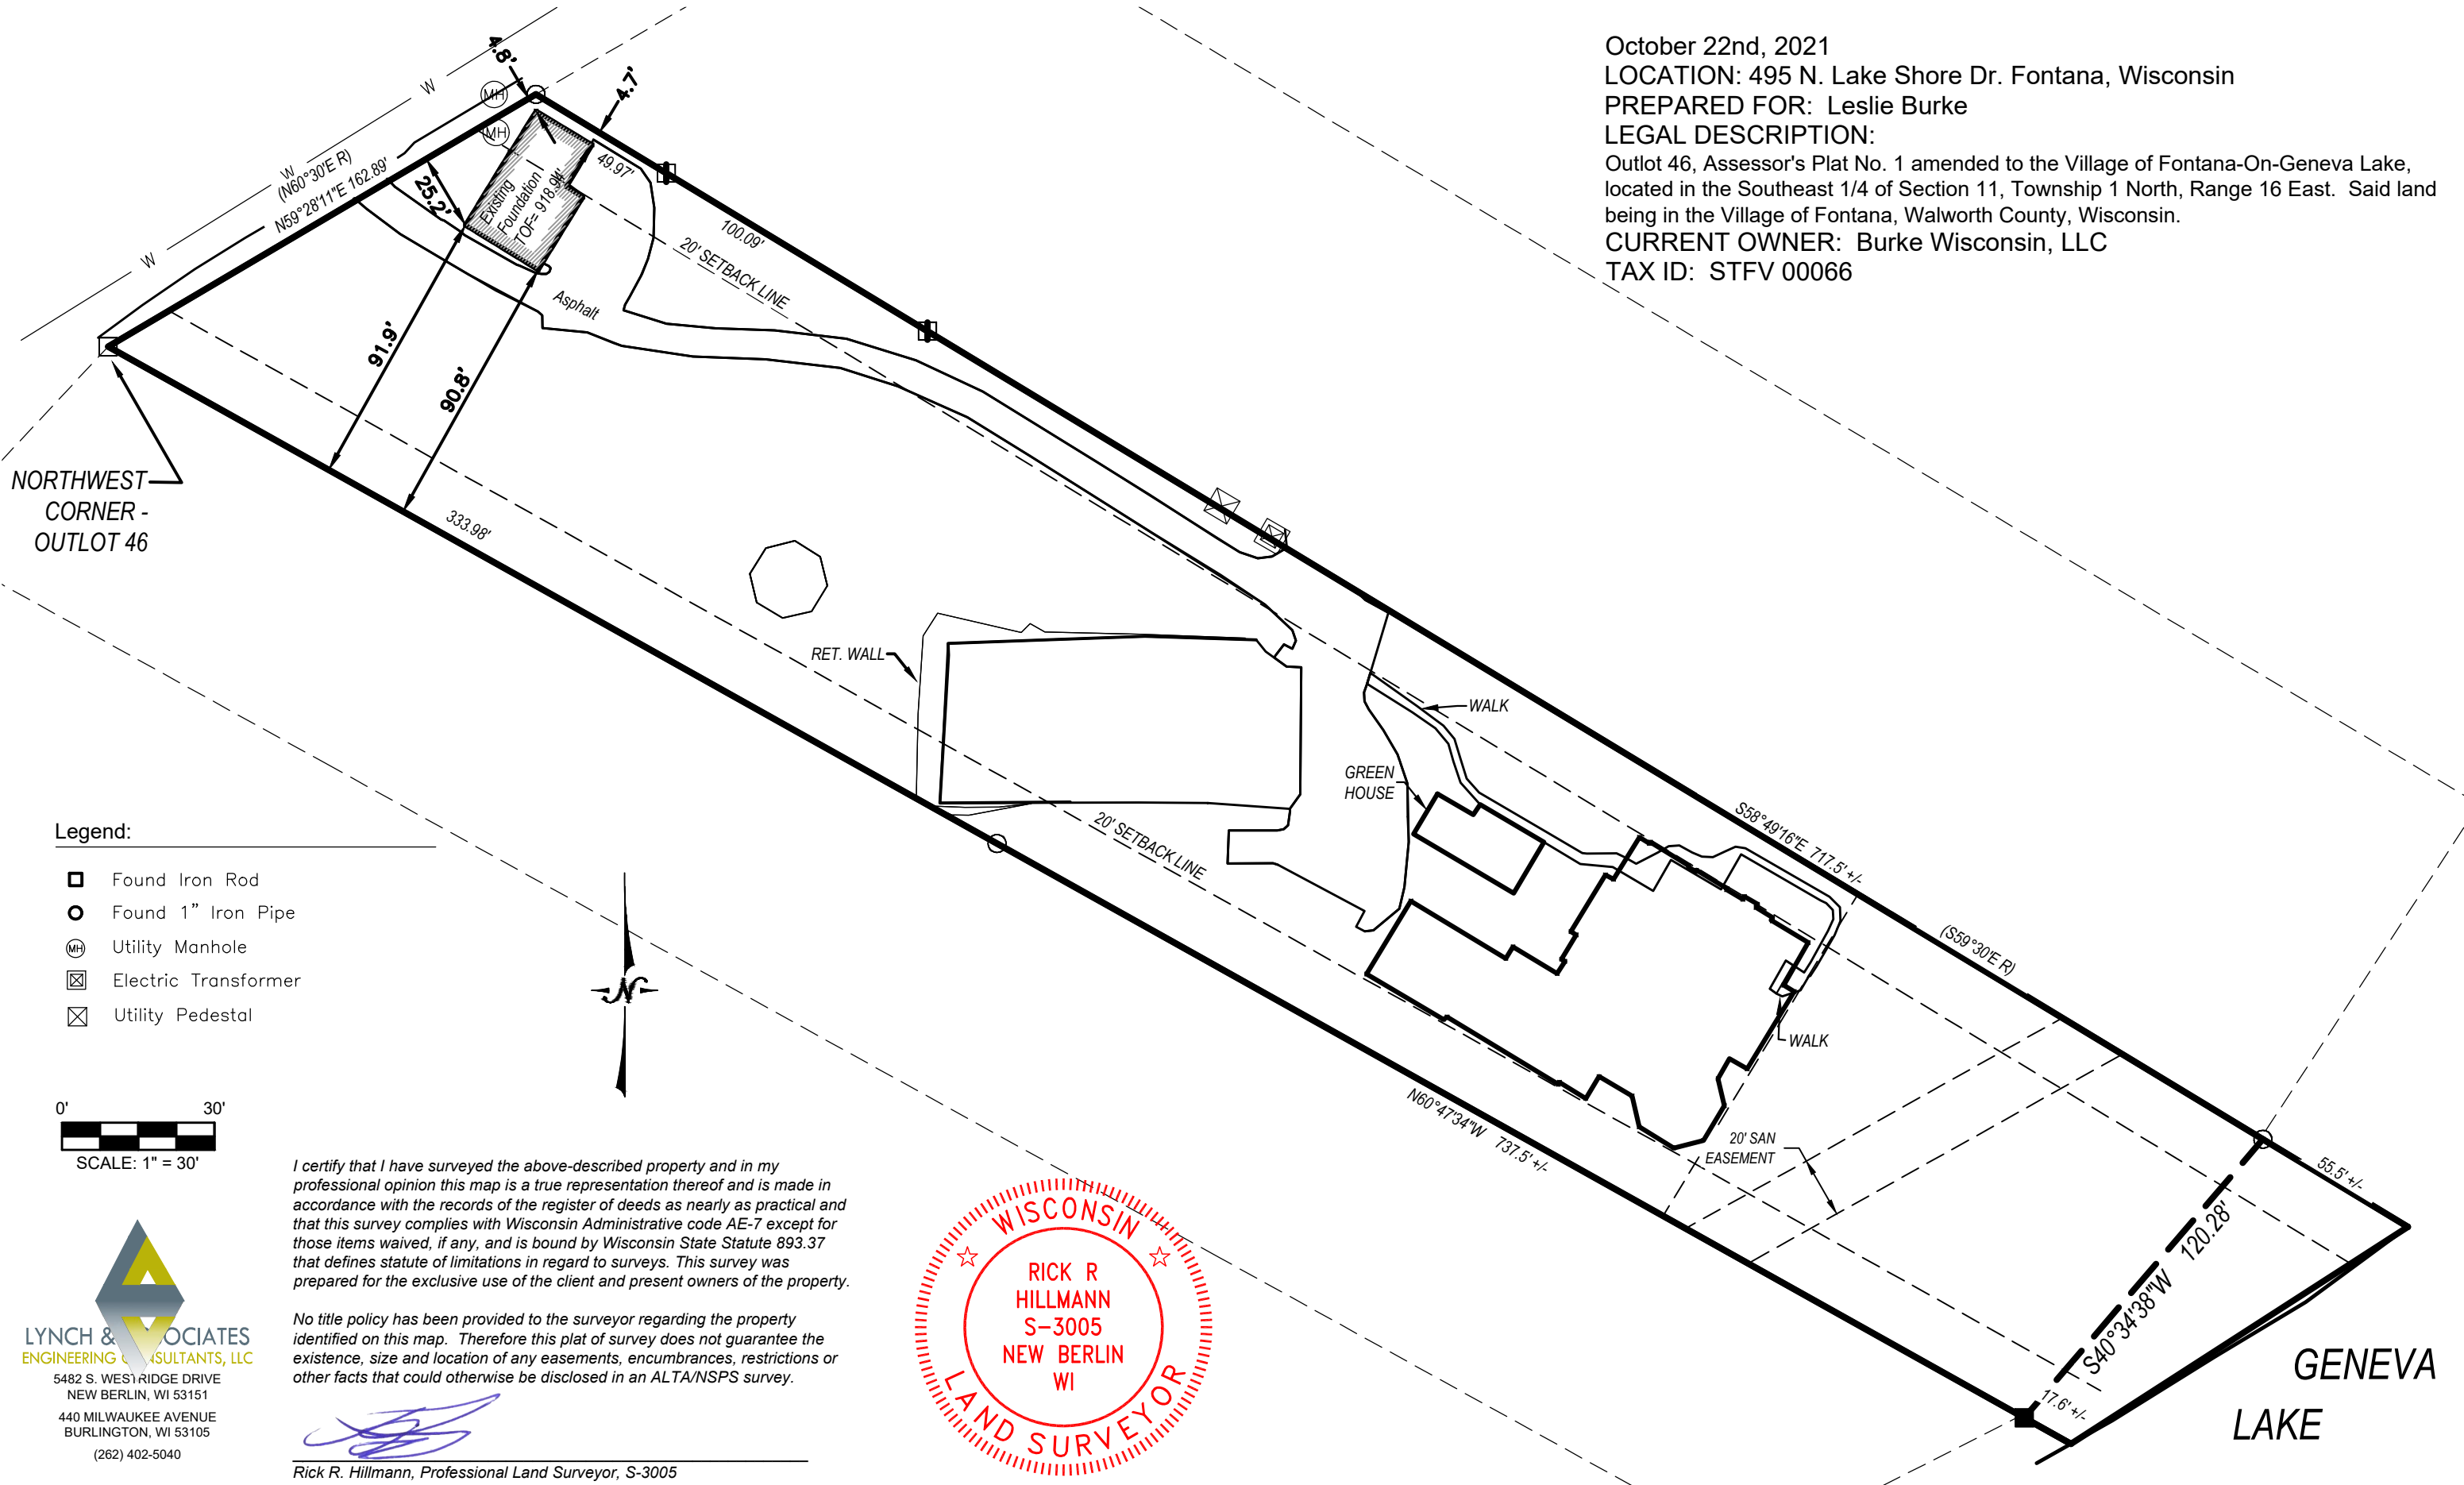 October 22nd, 2021
LOCATION: 495 N. Lake Shore Dr. Fontana, Wisconsin
PREPARED FOR: Leslie Burke
LEGAL DESCRIPTION:
Outlot 46, Assessor's Plat No. 1 amended to the Village of Fontana-On-Geneva Lake,
located in the Southeast 1/4 of Section 11, Township 1 North, Range 16 East. Said land
being in the Village of Fontana, Walworth County, Wisconsin.
CURRENT OWNER: Burke Wisconsin, LLC
TAX ID: STFV 00066
4.8'
4.7'
W
MH
MH
W
(N60°30'E R)
N59°28'11"E 162.89'
W
25.2'
Existing
Foundation
TOF= 918.94'
49.97'
100.09'
20' SETBACK LINE
Asphalt
91.9'
90.8'
NORTHWEST
CORNER -
OUTLOT 46
333.98'
RET. WALL
WALK
GREEN
HOUSE
20' SETBACK LINE
S58°49'16"E 717.5' +/-
(S59°30'E R)
WALK
N60°47'34"W 737.5' +/-
20' SAN
EASEMENT
55.5' +/-
S40°34'38"W 120.28'
17.6' +/-
GENEVA
LAKE
Legend:
Found Iron Rod
Found 1" Iron Pipe
MH Utility Manhole
Electric Transformer
Utility Pedestal
N
0' 30'
SCALE: 1" = 30'
I certify that I have surveyed the above-described property and in my
professional opinion this map is a true representation thereof and is made in
accordance with the records of the register of deeds as nearly as practical and
that this survey complies with Wisconsin Administrative code AE-7 except for
those items waived, if any, and is bound by Wisconsin State Statute 893.37
that defines statute of limitations in regard to surveys. This survey was
prepared for the exclusive use of the client and present owners of the property.
No title policy has been provided to the surveyor regarding the property
identified on this map. Therefore this plat of survey does not guarantee the
existence, size and location of any easements, encumbrances, restrictions or
other facts that could otherwise be disclosed in an ALTA/NSPS survey.
Rick R. Hillmann, Professional Land Surveyor, S-3005
LYNCH &
ENGINEERING
LLC
5482 S. WESTRIDGE DRIVE
NEW BERLIN, WI 53151
440 MILWAUKEE AVENUE
BURLINGTON, WI 53105
(262) 402-5040
WISCONSIN
RICK R
HILLMANN
S-3005
NEW BERLIN
WI
LAND SURVEYOR